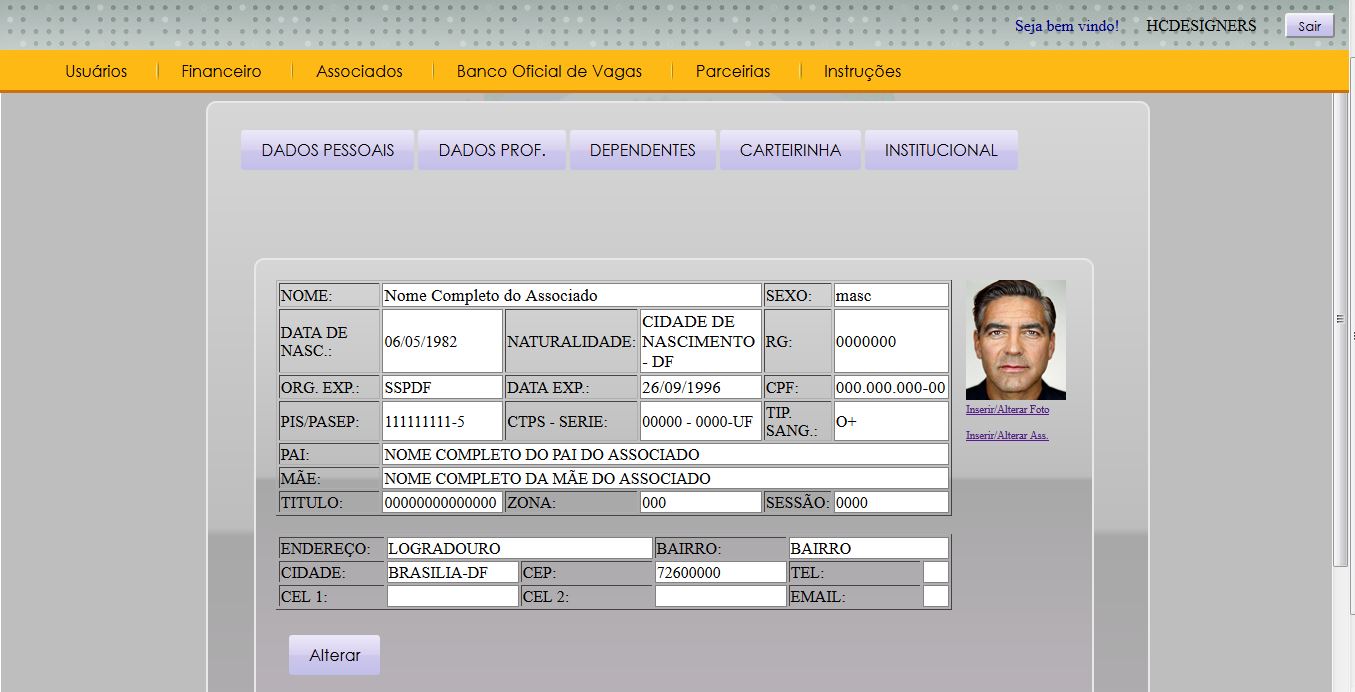 Seja bem vindo! HCDESIGNERS Sair
Usuários Financeiro Associados Banco Oficial de Vagas Parceirias Instruções
DADOS PESSOAIS DADOS PROF. DEPENDENTES CARTEIRINHA INSTITUCIONAL
NOME: Nome Completo do Associado SEXO: masc
DATA DE NASC.: 06/05/1982 NATURALIDADE: CIDADE DE NASCIMENTO - DF RG: 0000000
ORG. EXP.: SSPDF DATA EXP.: 26/09/1996 CPF: 000.000.000-00
PIS/PASEP: 111111111-5 CTPS - SERIE: 00000 - 0000-UF TIP. SANG.: O+
PAI: NOME COMPLETO DO PAI DO ASSOCIADO
MÃE: NOME COMPLETO DA MÃE DO ASSOCIADO
TITULO: 00000000000000 ZONA: 000 SESSÃO: 0000
Inserir/Alterar Foto
Inserir/Alterar Ass.
ENDEREÇO: LOGRADOURO BAIRRO: BAIRRO
CIDADE: BRASILIA-DF CEP: 72600000 TEL:
CEL 1: CEL 2: EMAIL:
Alterar